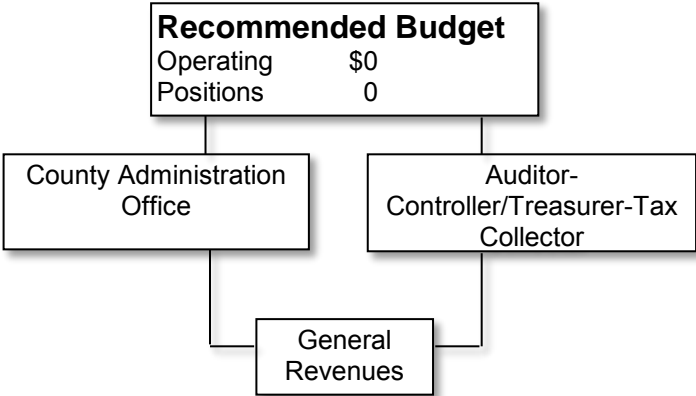 Recommended Budget
Operating $0
Positions 0
County Administration
Office
Auditor-
Controller/Treasurer-Tax
Collector
General
Revenues